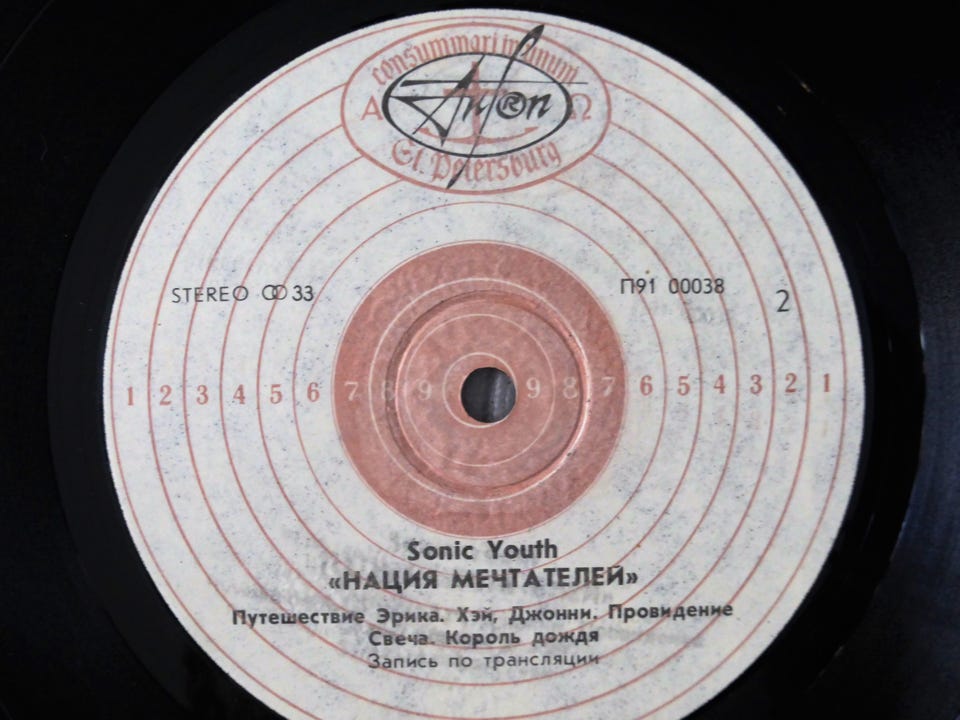 consummari in unum
A Anton Ω
St. Petersburg
STEREO 33
П91 00038
2
1 2 3 4 5 6 7 8 9 9 8 7 6 5 4 3 2 1
Sonic Youth
«НАЦИЯ МЕЧТАТЕЛЕЙ»
Путешествие Эрика. Хэй, Джонни. Провидение
Свеча. Король дождя
Запись по трансляции